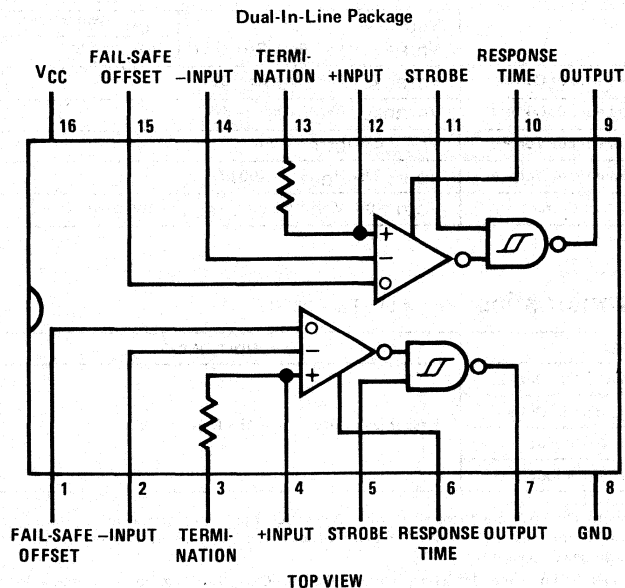 Dual-In-Line Package
VCC
FAIL-SAFE
OFFSET
–INPUT
TERMI-
NATION
+INPUT
STROBE
RESPONSE
TIME
OUTPUT
16 15 14 13 12 11 10 9
+
–
+
–
1 2 3 4 5 6 7 8
FAIL-SAFE
OFFSET
–INPUT
TERMI-
NATION
+INPUT
STROBE
RESPONSE
TIME
OUTPUT
GND
TOP VIEW